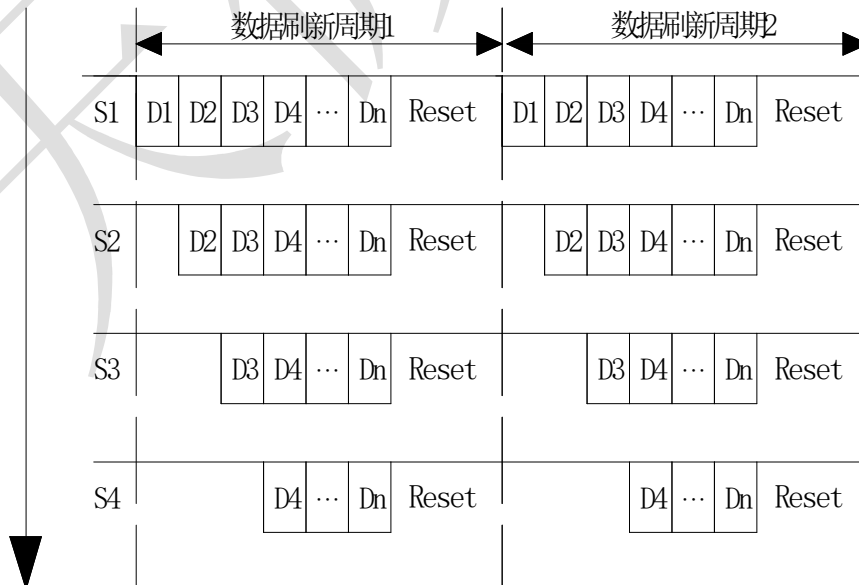 数据刷新周期1 数据刷新周期2
S1 D1 D2 D3 D4 … Dn Reset D1 D2 D3 D4 … Dn Reset
S2 D2 D3 D4 … Dn Reset D2 D3 D4 … Dn Reset
S3 D3 D4 … Dn Reset D3 D4 … Dn Reset
S4 D4 … Dn Reset D4 … Dn Reset